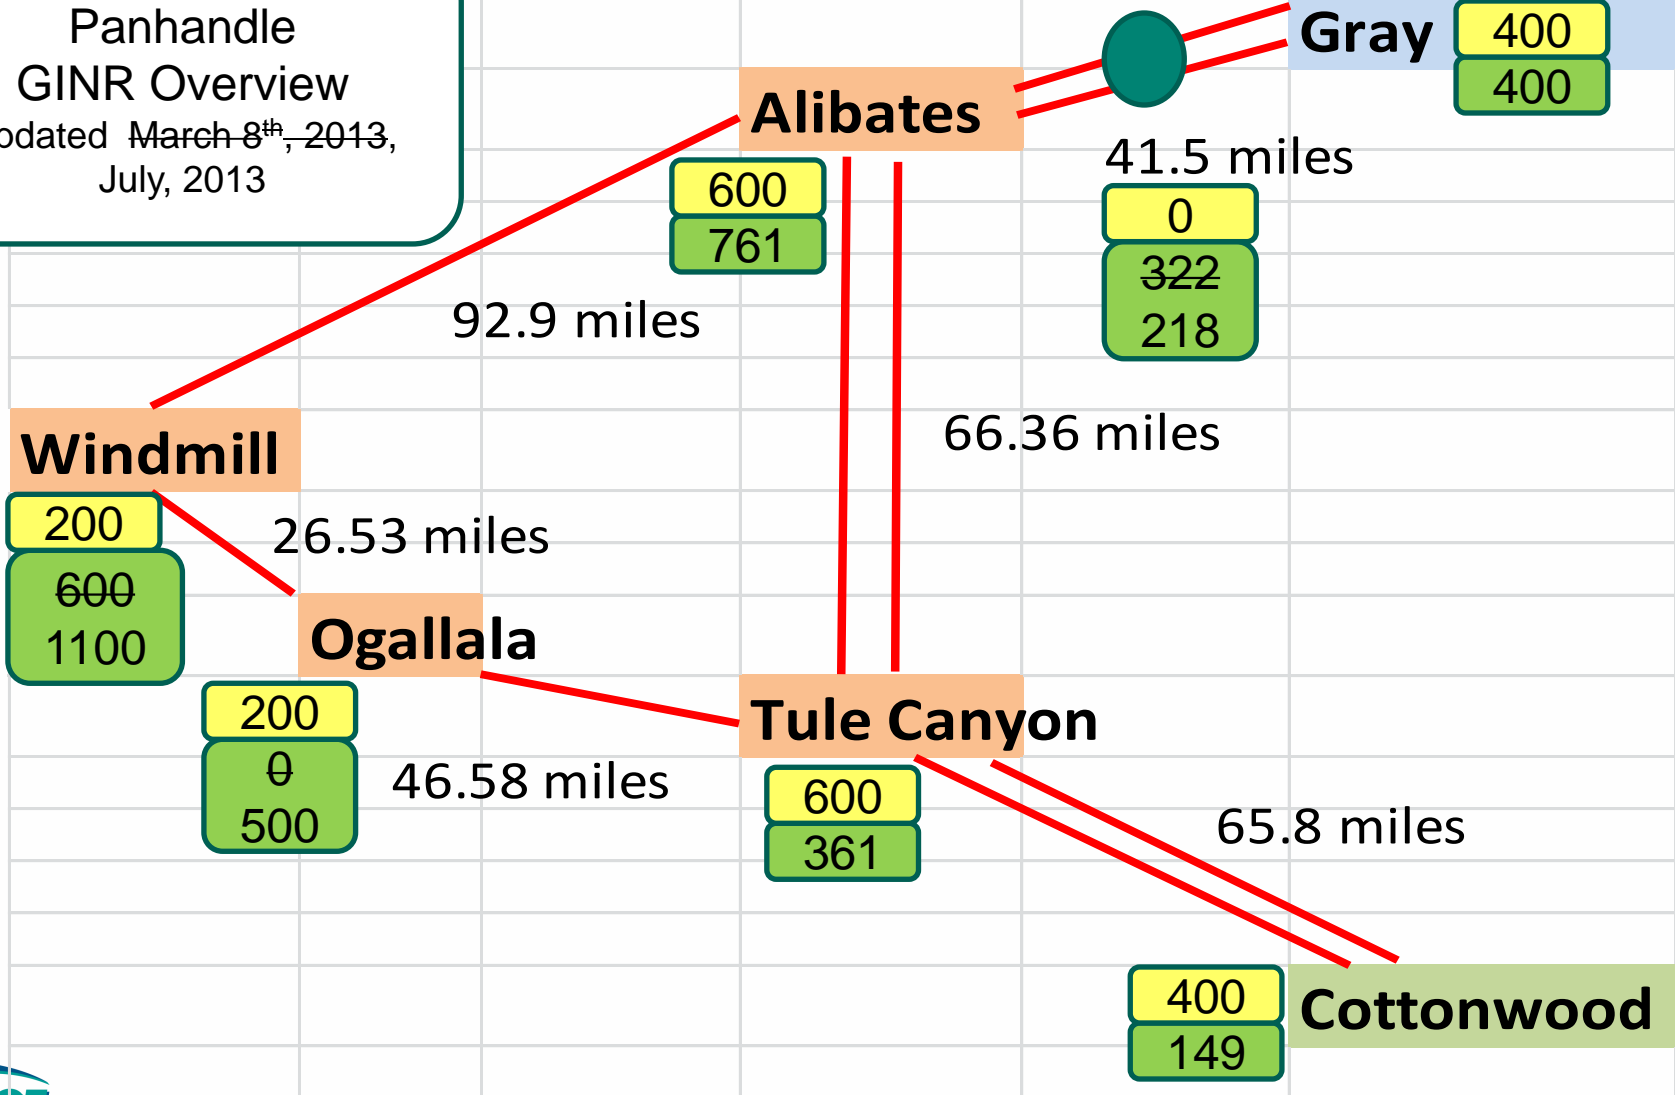 Panhandle
GINR Overview
March 8th, 2013,
July, 2013
Gray
400
400
Alibates
600
761
41.5 miles
0
322
218
92.9 miles
66.36 miles
Windmill
200
600
1100
26.53 miles
Ogallala
200
0
500
46.58 miles
Tule Canyon
600
361
65.8 miles
400
149
Cottonwood